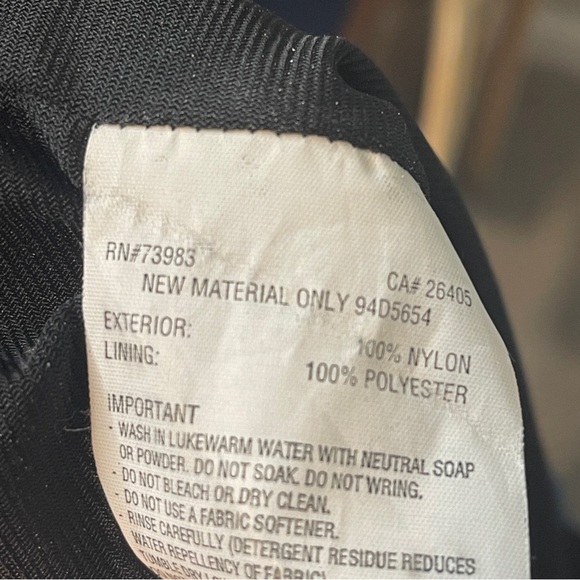 RN#73983
CA# 26405
NEW MATERIAL ONLY 94D5654
EXTERIOR: 100% NYLON
LINING: 100% POLYESTER
IMPORTANT
- WASH IN LUKEWARM WATER WITH NEUTRAL SOAP
OR POWDER. DO NOT SOAK. DO NOT WRING.
- DO NOT BLEACH OR DRY CLEAN.
- DO NOT USE A FABRIC SOFTENER.
- RINSE CAREFULLY (DETERGENT RESIDUE REDUCES
WATER REPELLENCY OF FABRIC)
TUMBLE DRY